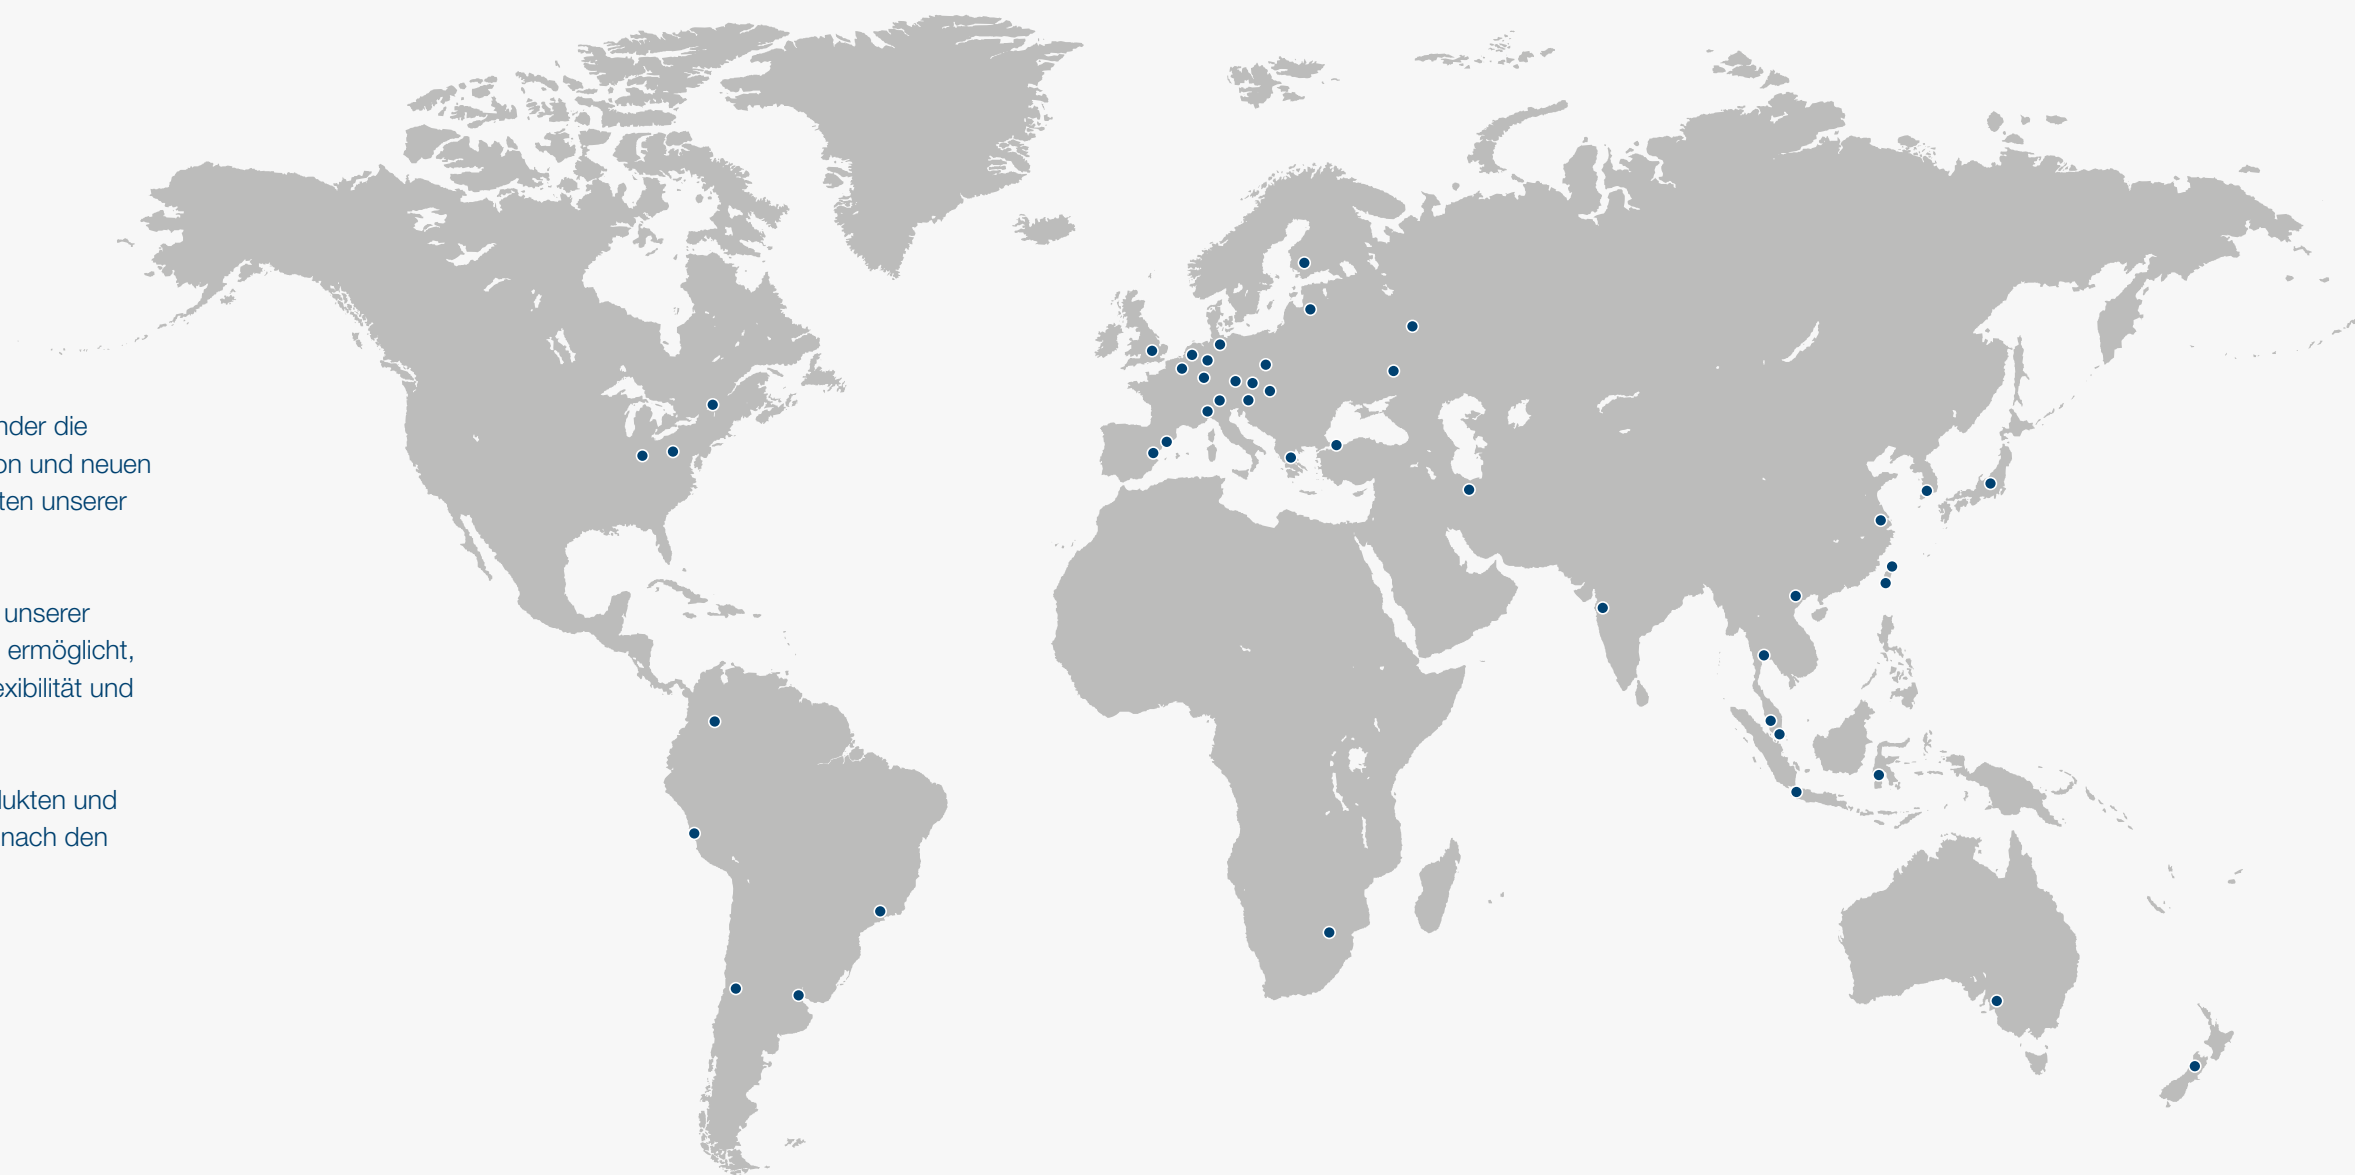 nder die
on und neuen
ten unserer
unserer
ermöglicht,
exibilität und
lukten und
nach den